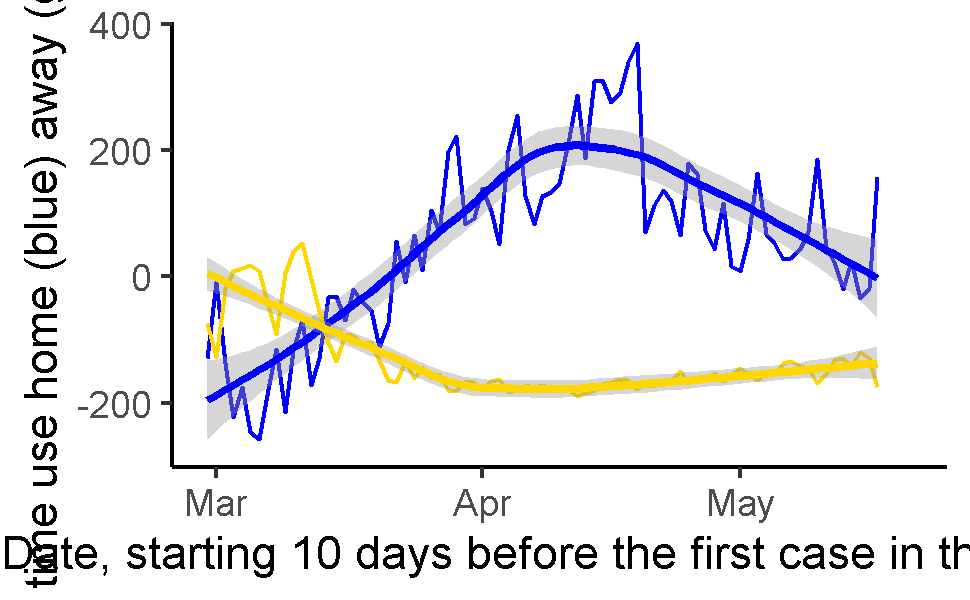 time use home (blue) away (
400
200
0
-200
Mar
Apr
May
Date, starting 10 days before the first case in th